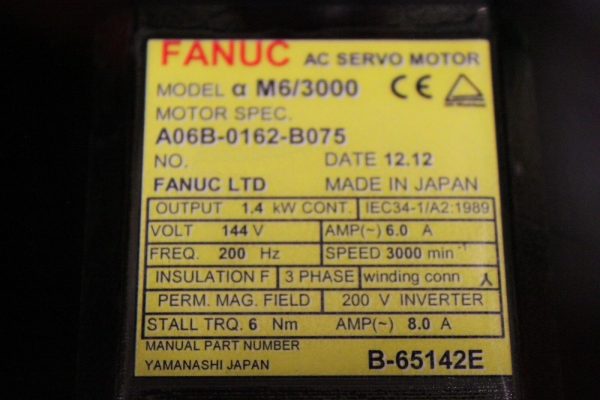 FANUC AC SERVO MOTOR
MODEL α M6/3000 CE
MOTOR SPEC.
A06B-0162-B075
NO. DATE 12.12
FANUC LTD MADE IN JAPAN
OUTPUT 1.4 kW CONT. IEC34-1/A2:1989
VOLT 144 V AMP(~) 6.0 A
FREQ. 200 Hz SPEED 3000 min⁻¹
INSULATION F 3 PHASE winding conn
PERM. MAG. FIELD 200 V INVERTER
STALL TRQ. 6 Nm AMP(~) 8.0 A
MANUAL PART NUMBER
YAMANASHI JAPAN B-65142E